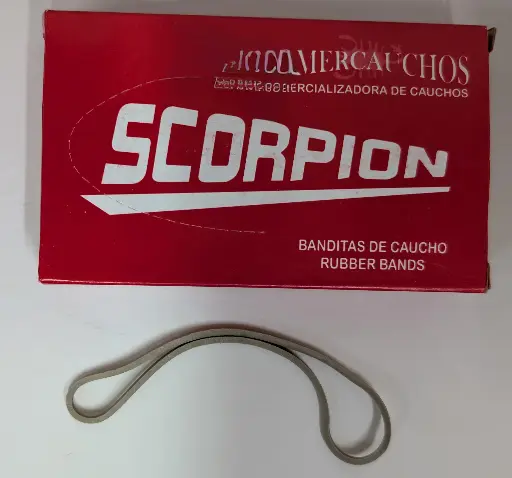 MERCAUCHOS
COMERCIALIZADORA DE CAUCHOS
SCORPION
BANDITAS DE CAUCHO
RUBBER BANDS